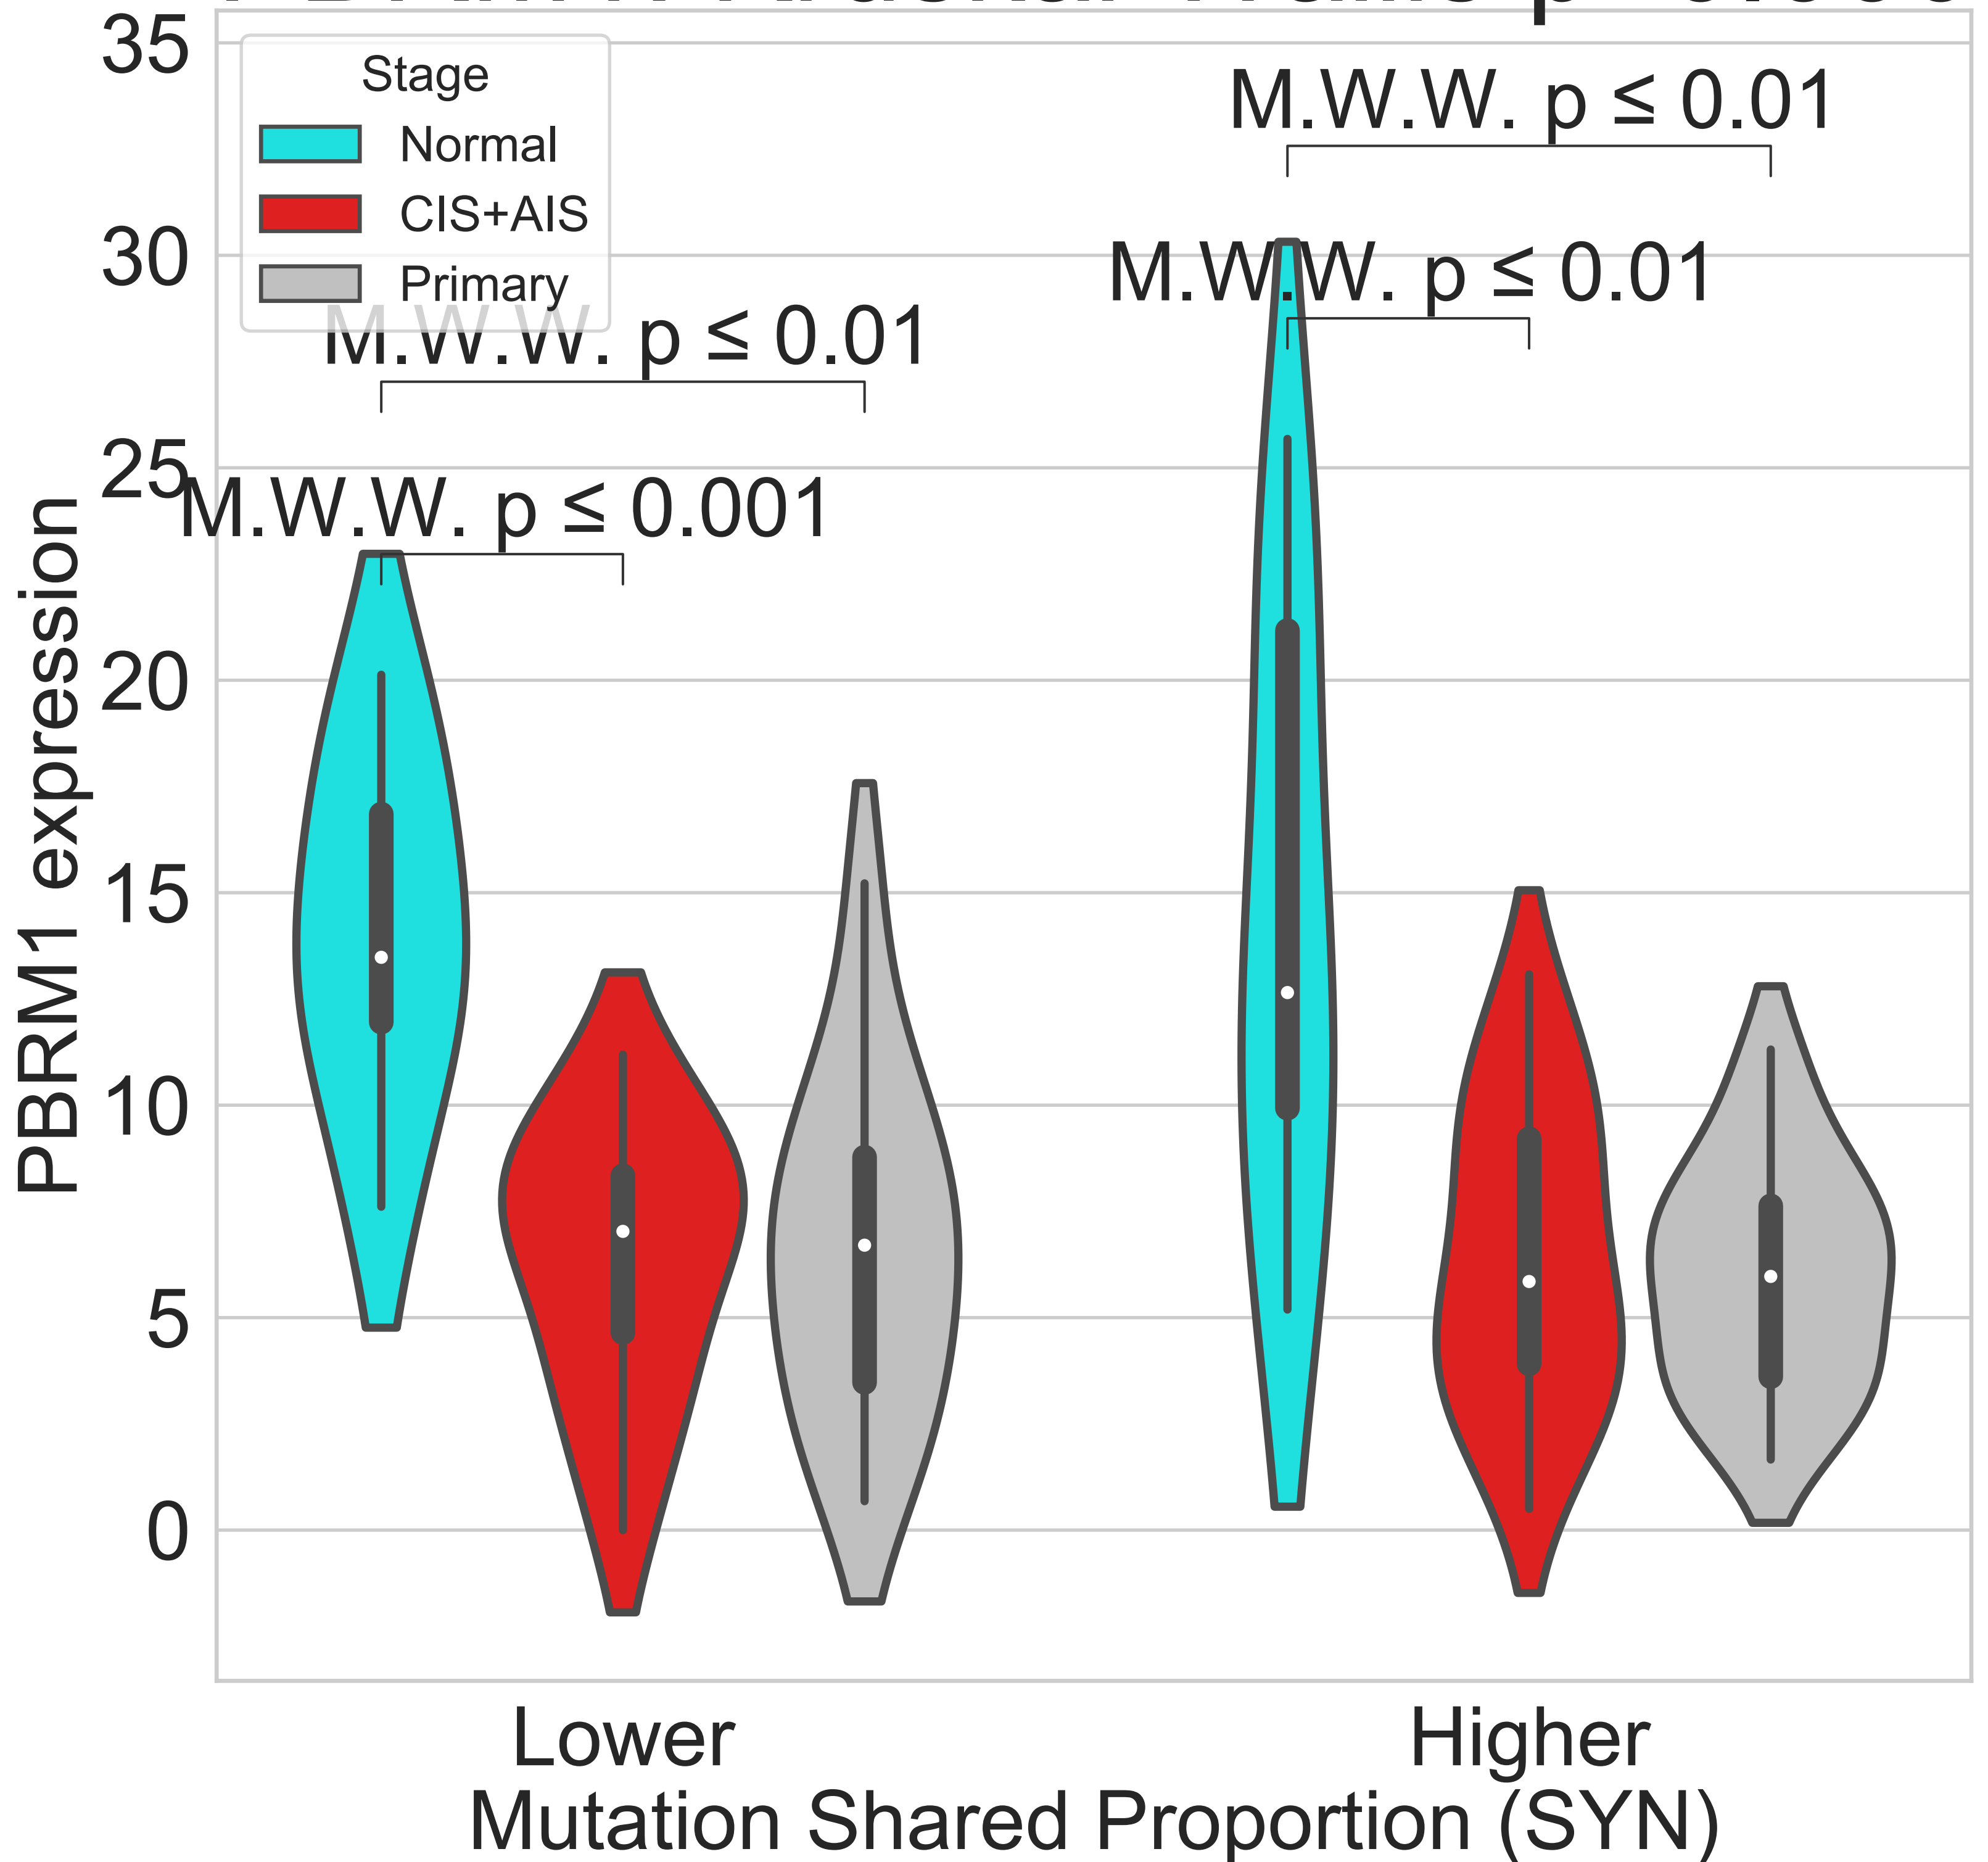 35
Stage
Normal
CIS+AIS
Primary
M.W.W. p ≤ 0.01
30
M.W.W. p ≤ 0.01
M.W.W. p ≤ 0.01
25
M.W.W. p ≤ 0.001
20
15
10
5
0
PBRM1 expression
Lower
Higher
Mutation Shared Proportion (SYN)